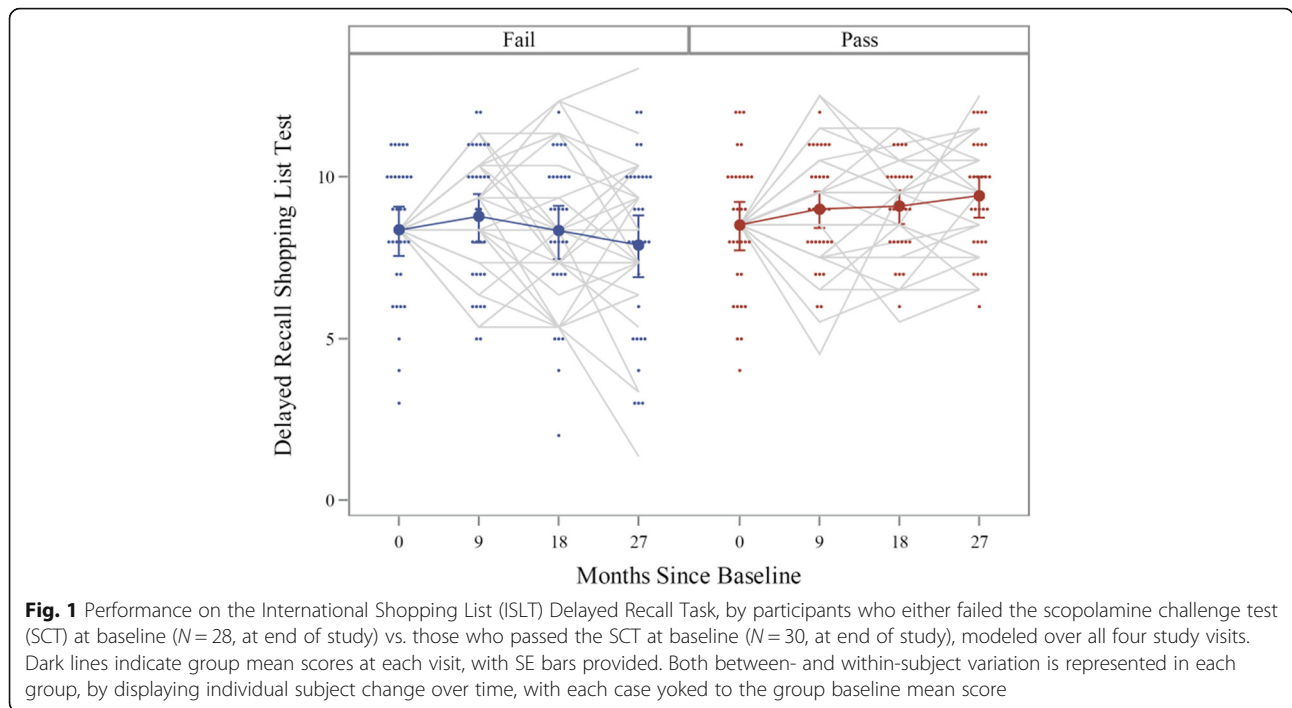 Fail
Pass
Delayed Recall Shopping List Test
10
5
0
0
9
18
27
0
9
18
27
Months Since Baseline
Fig. 1 Performance on the International Shopping List (ISLT) Delayed Recall Task, by participants who either failed the scopolamine challenge test
(SCT) at baseline (N = 28, at end of study) vs. those who passed the SCT at baseline (N = 30, at end of study), modeled over all four study visits.
Dark lines indicate group mean scores at each visit, with SE bars provided. Both between- and within-subject variation is represented in each
group, by displaying individual subject change over time, with each case yoked to the group baseline mean score